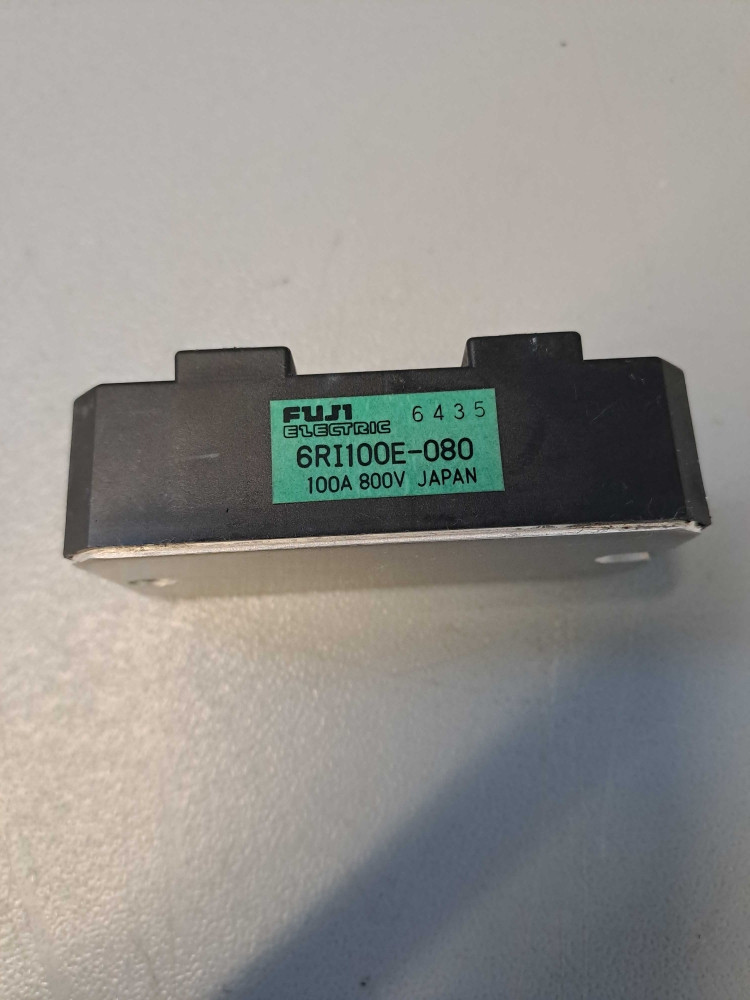 FUJI 6435
ELECTRIC
6RI100E-080
100A 800V JAPAN